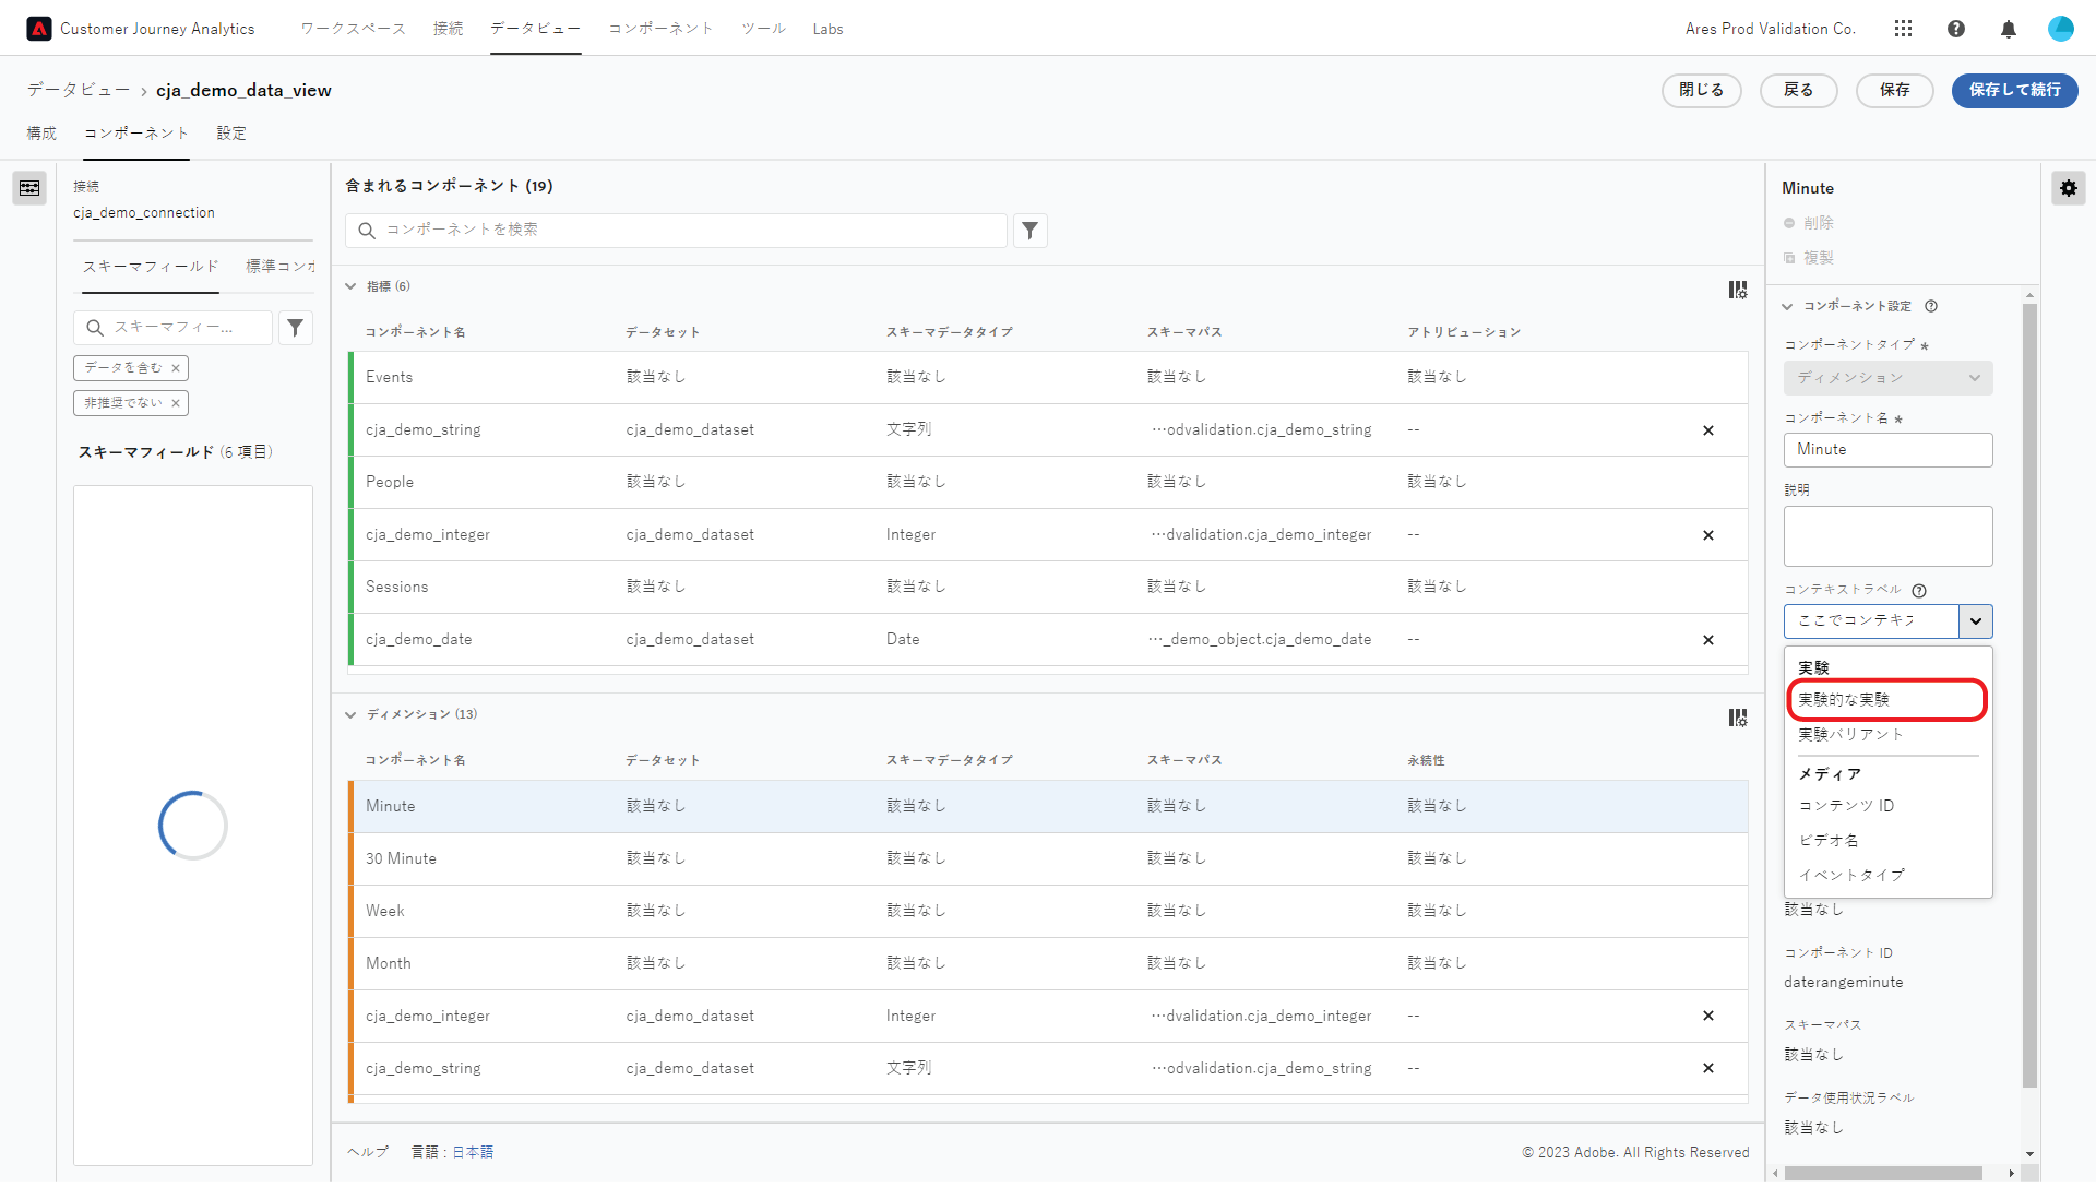 Customer Journey Analytics ワークスペース 接続 データビュー コンポーネント ツール Labs Ares Prod Validation Co.
データビュー › cja_demo_data_view 閉じる 戻る 保存 保存して続行
構成 コンポーネント 設定
接続
cja_demo_connection
スキーマフィールド 標準コンポ
スキーマフィー...
データを含む ×
非推奨でない ×
スキーマフィールド (6 項目)
含まれるコンポーネント (19)
コンポーネントを検索
指標 (6)
コンポーネント名 データセット スキーマデータタイプ スキーマパス アトリビューション
Events 該当なし 該当なし 該当なし 該当なし
cja_demo_string cja_demo_dataset 文字列 …odvalidation.cja_demo_string --
People 該当なし 該当なし 該当なし 該当なし
cja_demo_integer cja_demo_dataset Integer …dvalidation.cja_demo_integer --
Sessions 該当なし 該当なし 該当なし 該当なし
cja_demo_date cja_demo_dataset Date …_demo_object.cja_demo_date --
ディメンション (13)
コンポーネント名 データセット スキーマデータタイプ スキーマパス 永続性
Minute 該当なし 該当なし 該当なし 該当なし
30 Minute 該当なし 該当なし 該当なし 該当なし
Week 該当なし 該当なし 該当なし 該当なし
Month 該当なし 該当なし 該当なし 該当なし
cja_demo_integer cja_demo_dataset Integer …dvalidation.cja_demo_integer --
cja_demo_string cja_demo_dataset 文字列 …odvalidation.cja_demo_string --
ヘルプ 言語 : 日本語 © 2023 Adobe. All Rights Reserved
Minute
削除
複製
コンポーネント設定
コンポーネントタイプ *
ディメンション
コンポーネント名 *
Minute
説明
コンテキストラベル
ここでコンテキス
実験
実験的な実験
実験バリアント
メディア
コンテンツ ID
ビデオ名
イベントタイプ
該当なし
コンポーネント ID
daterangeminute
スキーマパス
該当なし
データ使用状況ラベル
該当なし